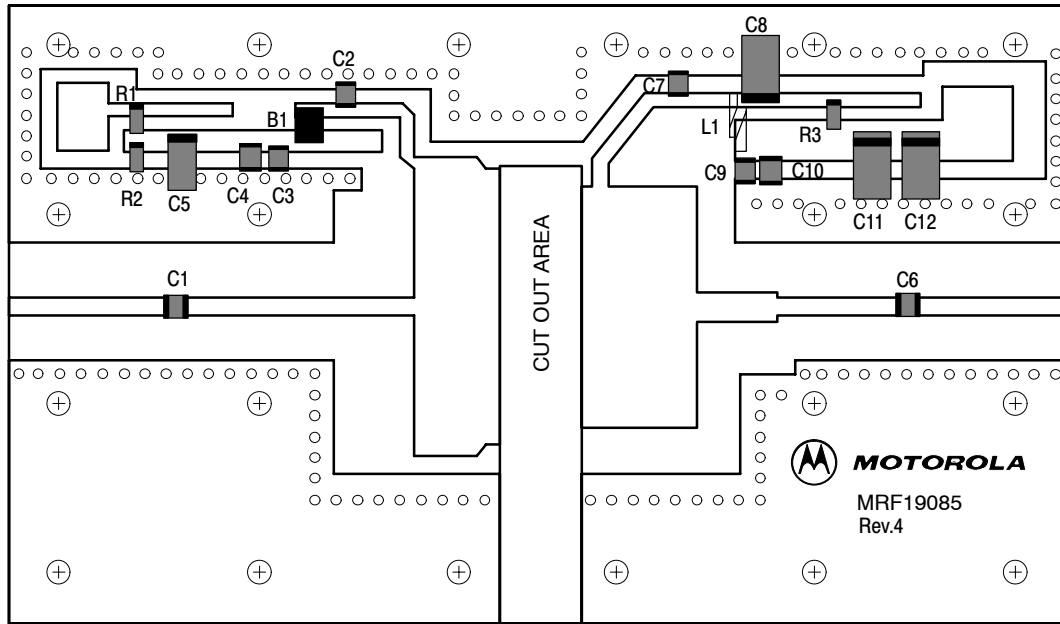 C8
C2
R1
C7
B1
L1
R3
R2
C5
C4
C3
C9
C10
C11
C12
C1
C6
CUT OUT AREA
MOTOROLA
MRF19085
Rev.4